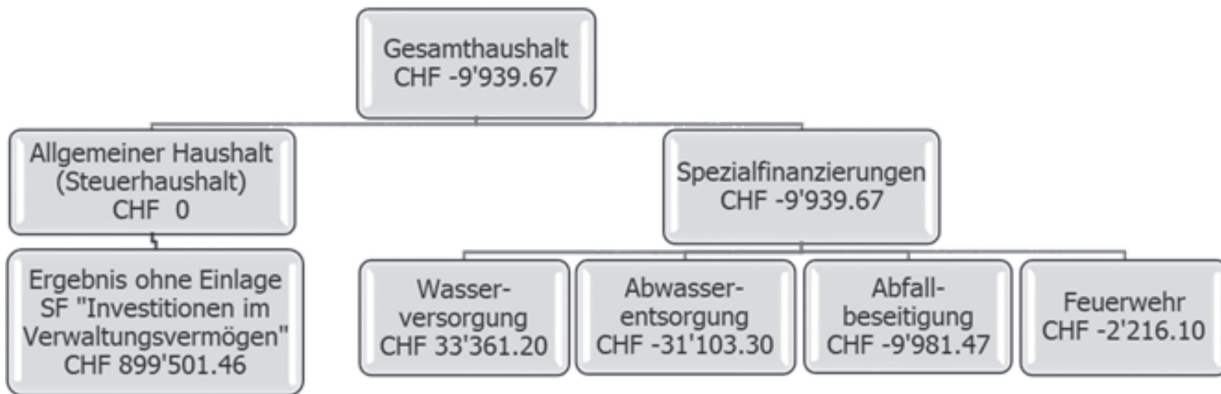 Gesamthaushalt
CHF -9'939.67
Allgemeiner Haushalt
(Steuerhaushalt)
CHF 0
Spezialfinanzierungen
CHF -9'939.67
Ergebnis ohne Einlage
SF "Investitionen im
Verwaltungsvermögen"
CHF 899'501.46
Wasser-
versorgung
CHF 33'361.20
Abwasser-
entsorgung
CHF -31'103.30
Abfall-
beseitigung
CHF -9'981.47
Feuerwehr
CHF -2'216.10